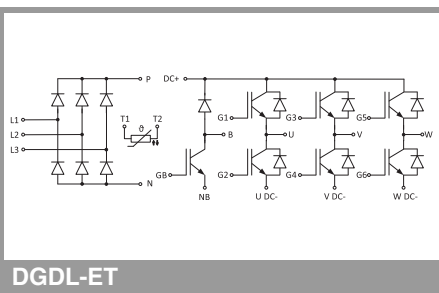 P DC+
T1 T2 G1 G3 G5
ϑ
L1
L2 B U V W
L3
GB G2 G4 G6
N
NB U DC- V DC- W DC-
DGDL-ET